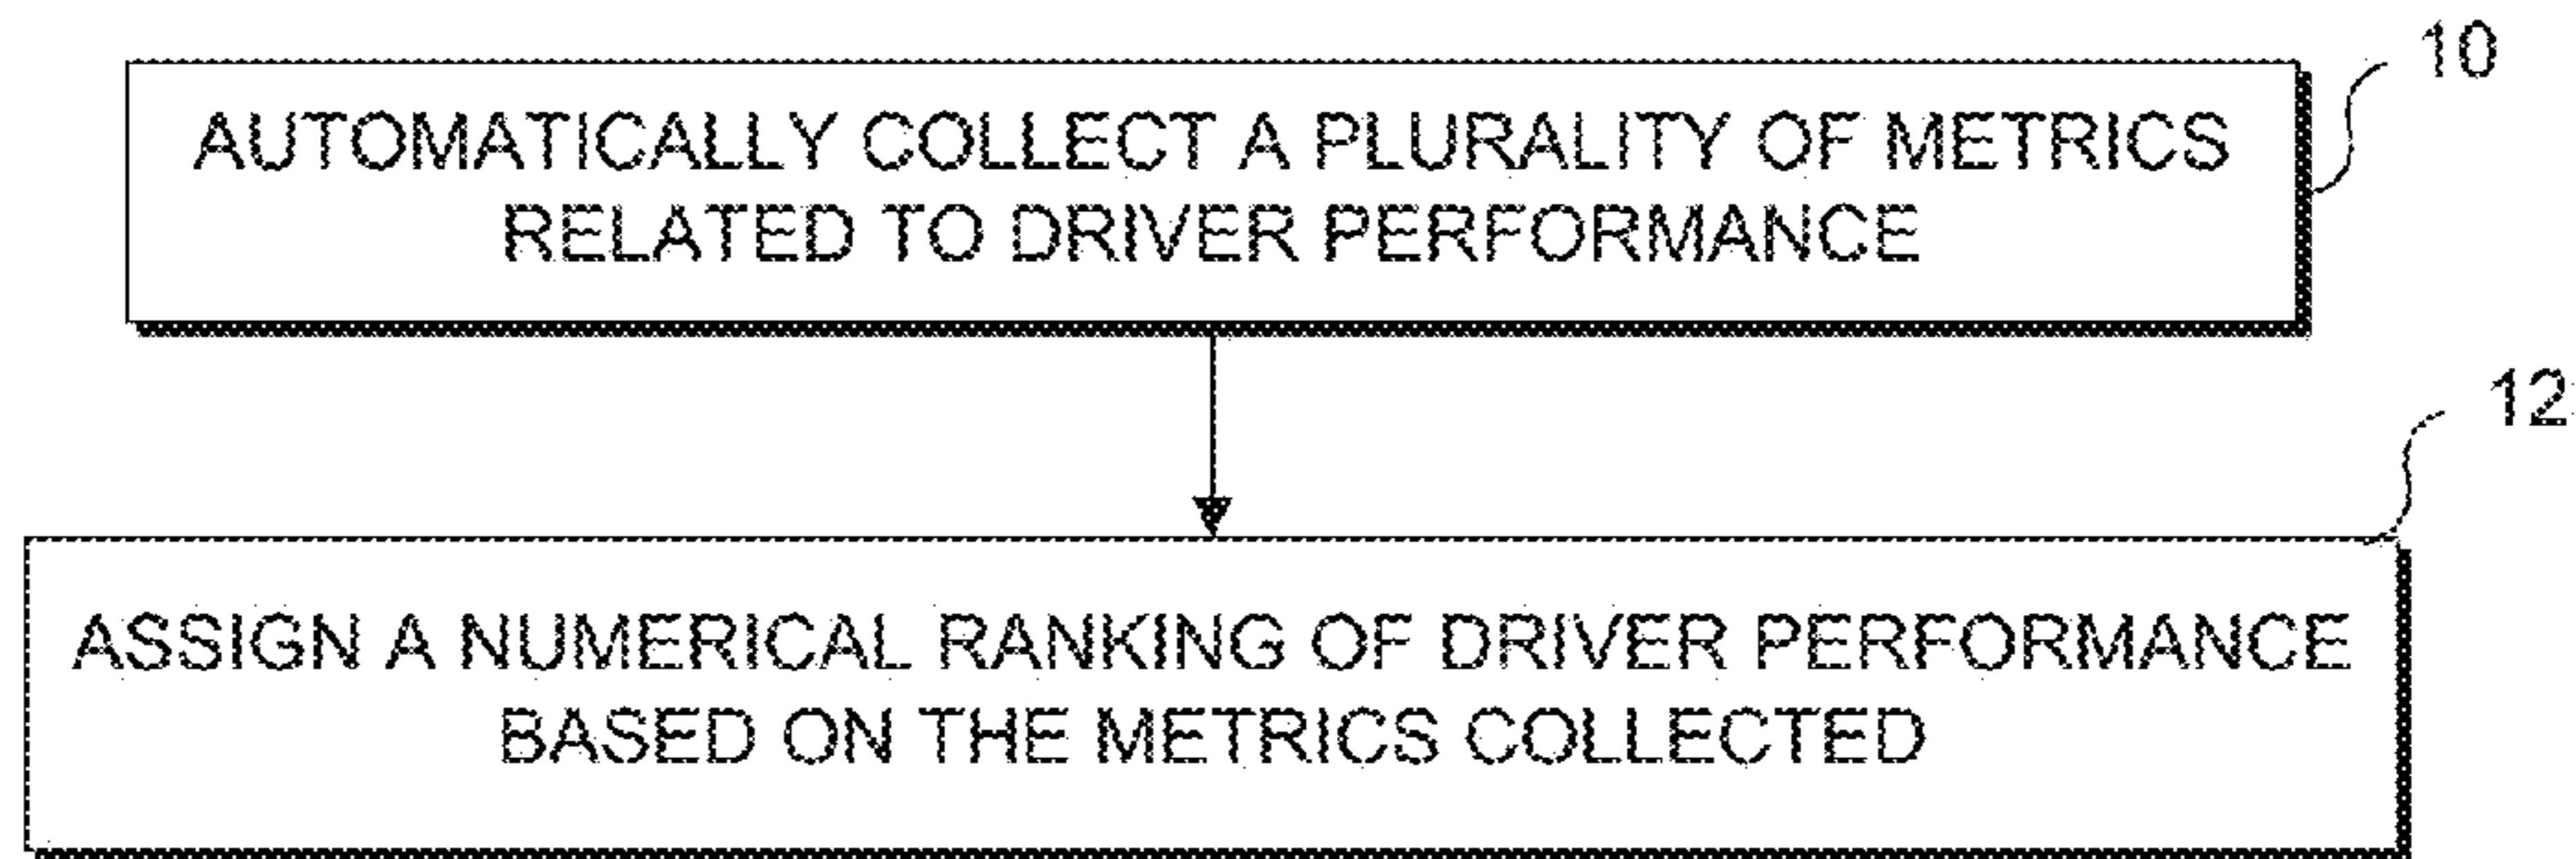 10
AUTOMATICALLY COLLECT A PLURALITY OF METRICS
RELATED TO DRIVER PERFORMANCE
12
ASSIGN A NUMERICAL RANKING OF DRIVER PERFORMANCE
BASED ON THE METRICS COLLECTED